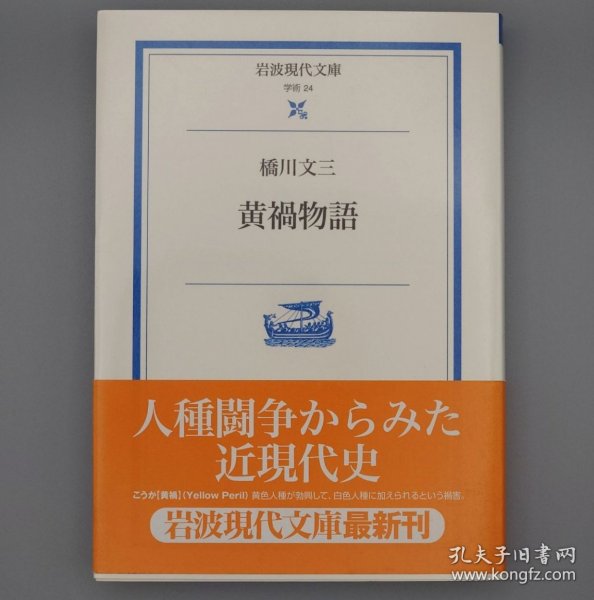 岩波現代文庫
学術 24
橋川文三
黄禍物語
人種闘争からみた
近現代史
こうか【黄禍】(Yellow Peril) 黄色人種が勃興して、白色人種に加えられるという禍害。
岩波現代文庫最新刊
孔夫子旧书网
www.kongfz.com